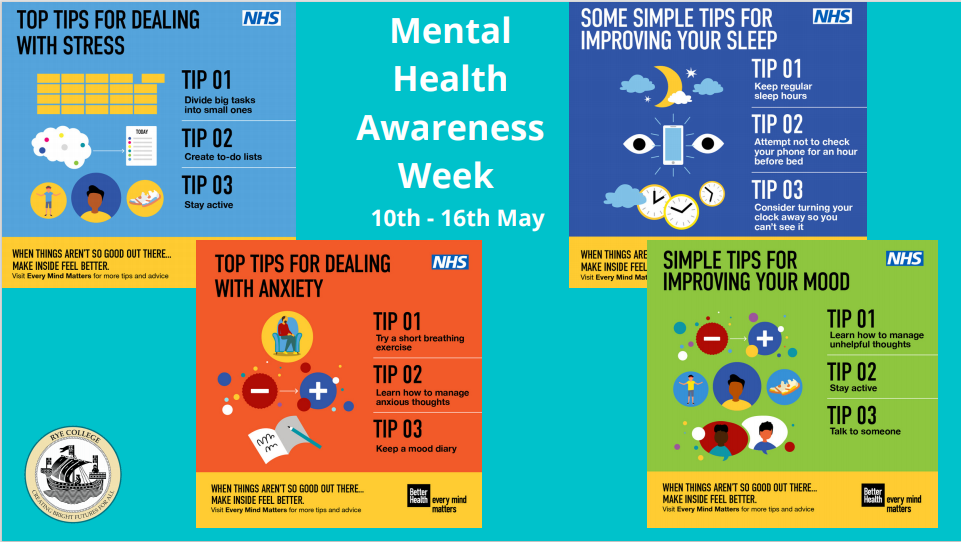 TOP TIPS FOR DEALING
WITH STRESS
NHS
TIP 01
Divide big tasks
into small ones
TODAY
TIP 02
Create to-do lists
TIP 03
Stay active
WHEN THINGS AREN'T SO GOOD OUT THERE...
MAKE INSIDE FEEL BETTER.
Visit Every Mind Matters for more tips and advice
Mental
Health
Awareness
Week
10th - 16th May
SOME SIMPLE TIPS FOR
IMPROVING YOUR SLEEP
NHS
TIP 01
Keep regular
sleep hours
TIP 02
Attempt not to check
your phone for an hour
before bed
TIP 03
Consider turning your
clock away so you
can't see it
WHEN THINGS ARE
MAKE INSIDE FEEL
Visit Every Mind Mat
TOP TIPS FOR DEALING
WITH ANXIETY
NHS
TIP 01
Try a short breathing
exercise
TIP 02
Learn how to manage
anxious thoughts
TIP 03
Keep a mood diary
WHEN THINGS AREN'T SO GOOD OUT THERE...
MAKE INSIDE FEEL BETTER.
Visit Every Mind Matters for more tips and advice
Better
Health
every mind
matters
SIMPLE TIPS FOR
IMPROVING YOUR MOOD
NHS
TIP 01
Learn how to manage
unhelpful thoughts
TIP 02
Stay active
TIP 03
Talk to someone
WHEN THINGS AREN'T SO GOOD OUT THERE...
MAKE INSIDE FEEL BETTER.
Visit Every Mind Matters for more tips and advice
Better
Health
every mind
matters
RYE COLLEGE
CREATING BRIGHT FUTURES FOR ALL